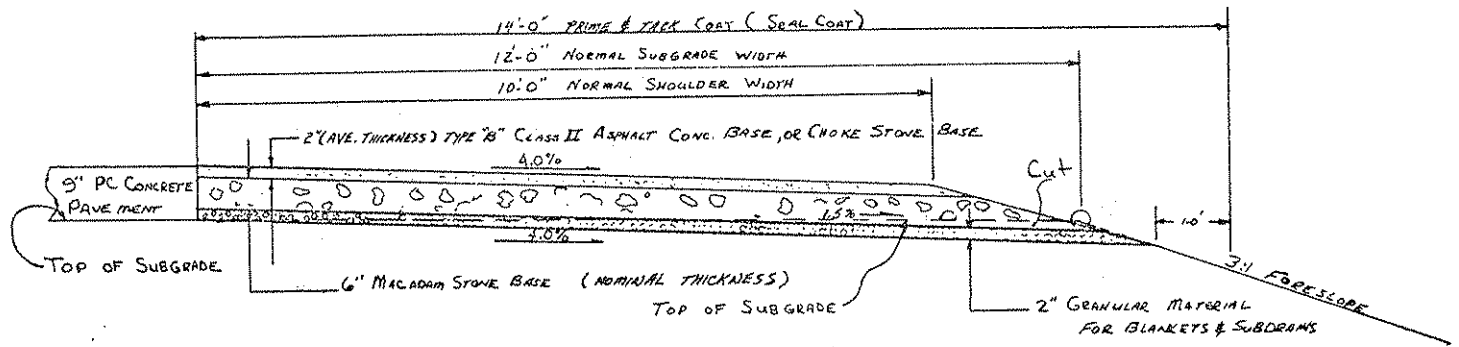 14'-0" PRIME & TACK COAT (SEAL COAT)
12'-0" NORMAL SUBGRADE WIDTH
10'-0" NORMAL SHOULDER WIDTH
2" (AVE. THICKNESS) TYPE "B" CLASS II ASPHALT CONC. BASE, OR CHOKE STONE BASE
4.0%
Cut
9" PC CONCRETE
PAVEMENT
1.5%
1.0'
4.0%
TOP OF SUBGRADE
3:1 FORESLOPE
6" MACADAM STONE BASE (NOMINAL THICKNESS)
TOP OF SUBGRADE
2" GRANULAR MATERIAL
FOR BLANKETS & SUBDRAINS